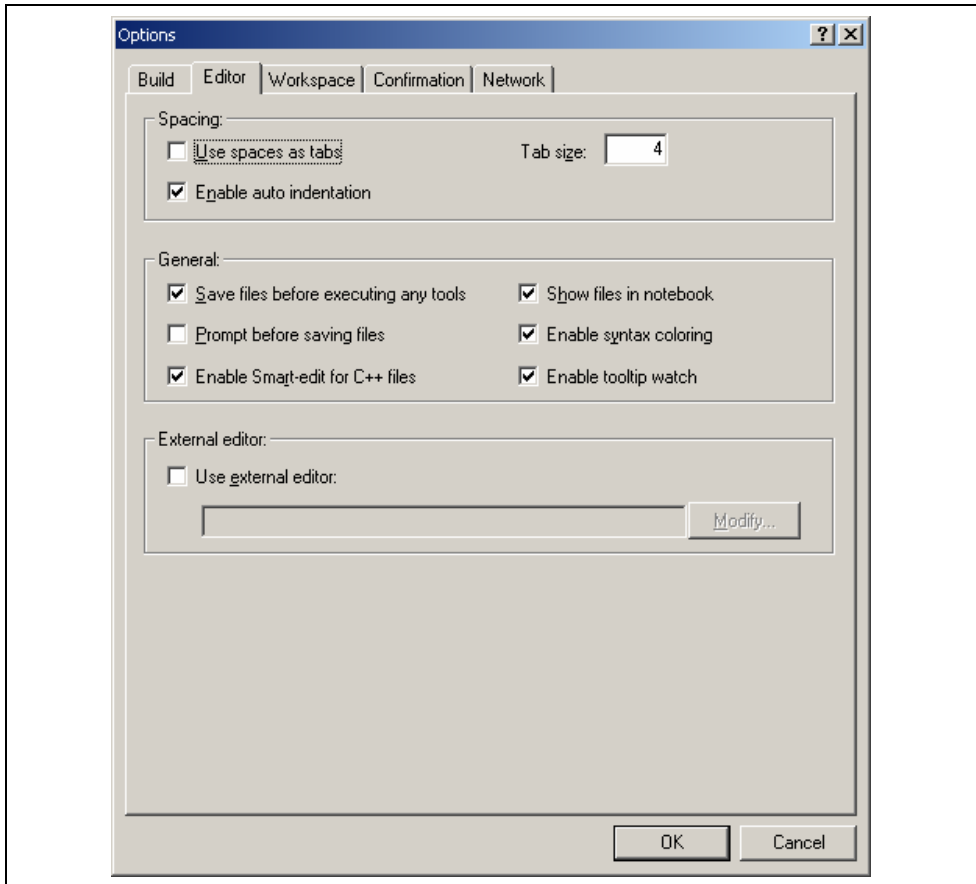 Options
Build Editor Workspace Confirmation Network
Spacing:
Use spaces as tabs Tab size: 4
Enable auto indentation
General:
Save files before executing any tools Show files in notebook
Prompt before saving files Enable syntax coloring
Enable Smart-edit for C++ files Enable tooltip watch
External editor:
Use external editor:
Modify...
OK Cancel